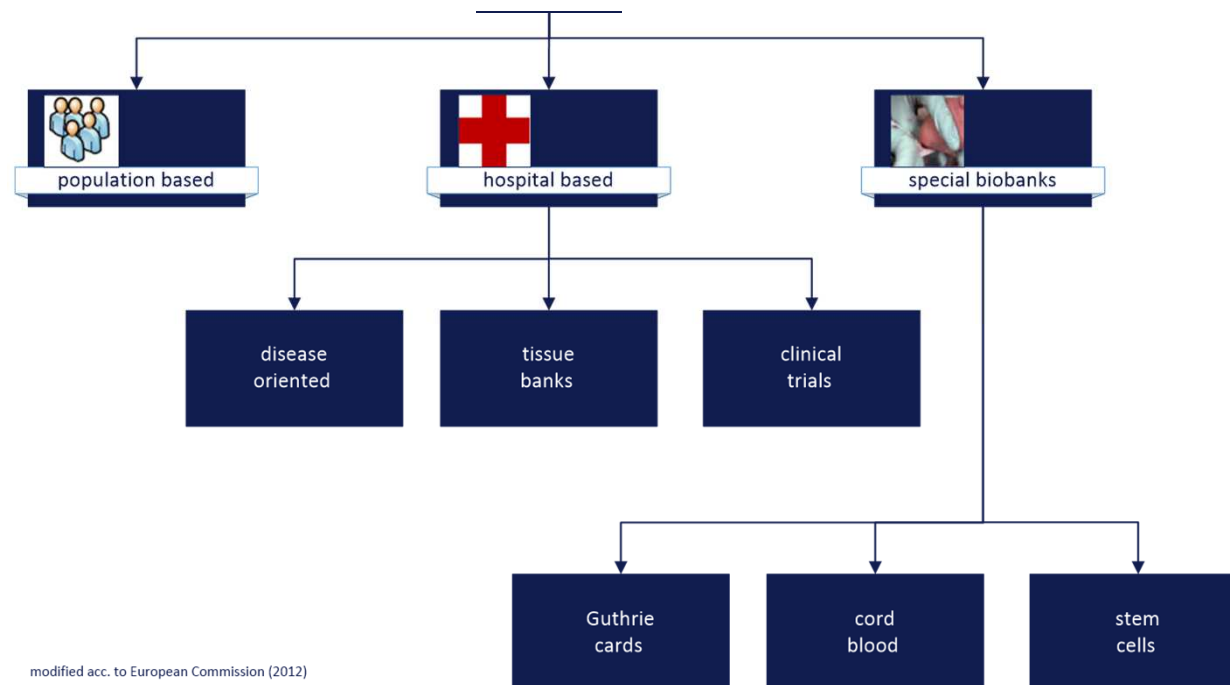 population based
hospital based
special biobanks
disease
oriented
tissue
banks
clinical
trials
Guthrie
cards
cord
blood
stem
cells
modified acc. to European Commission (2012)